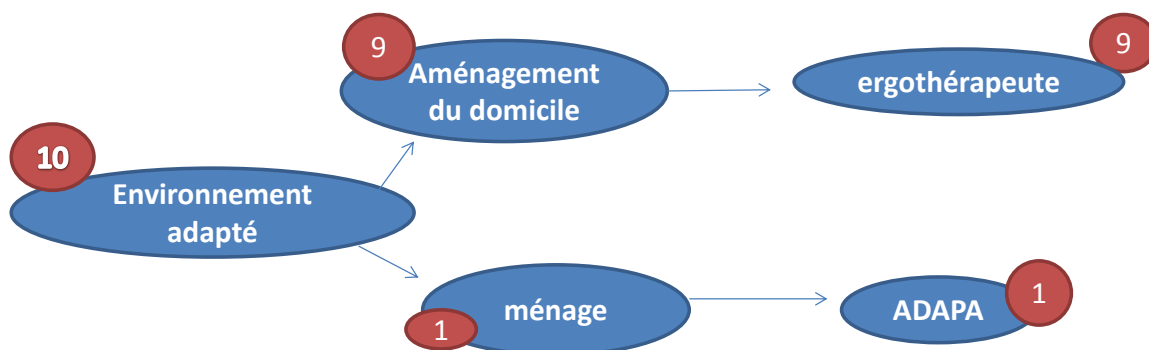 9
Aménagement
du domicile
9
ergothérapeute
10
Environnement
adapté
1
ménage
1
ADAPA